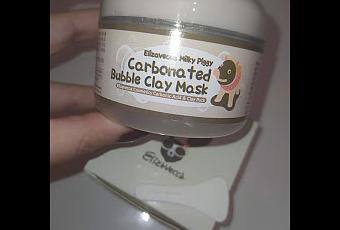 Elizavecca Milky Piggy
Carbonated
Bubble Clay Mask
Elizavecca